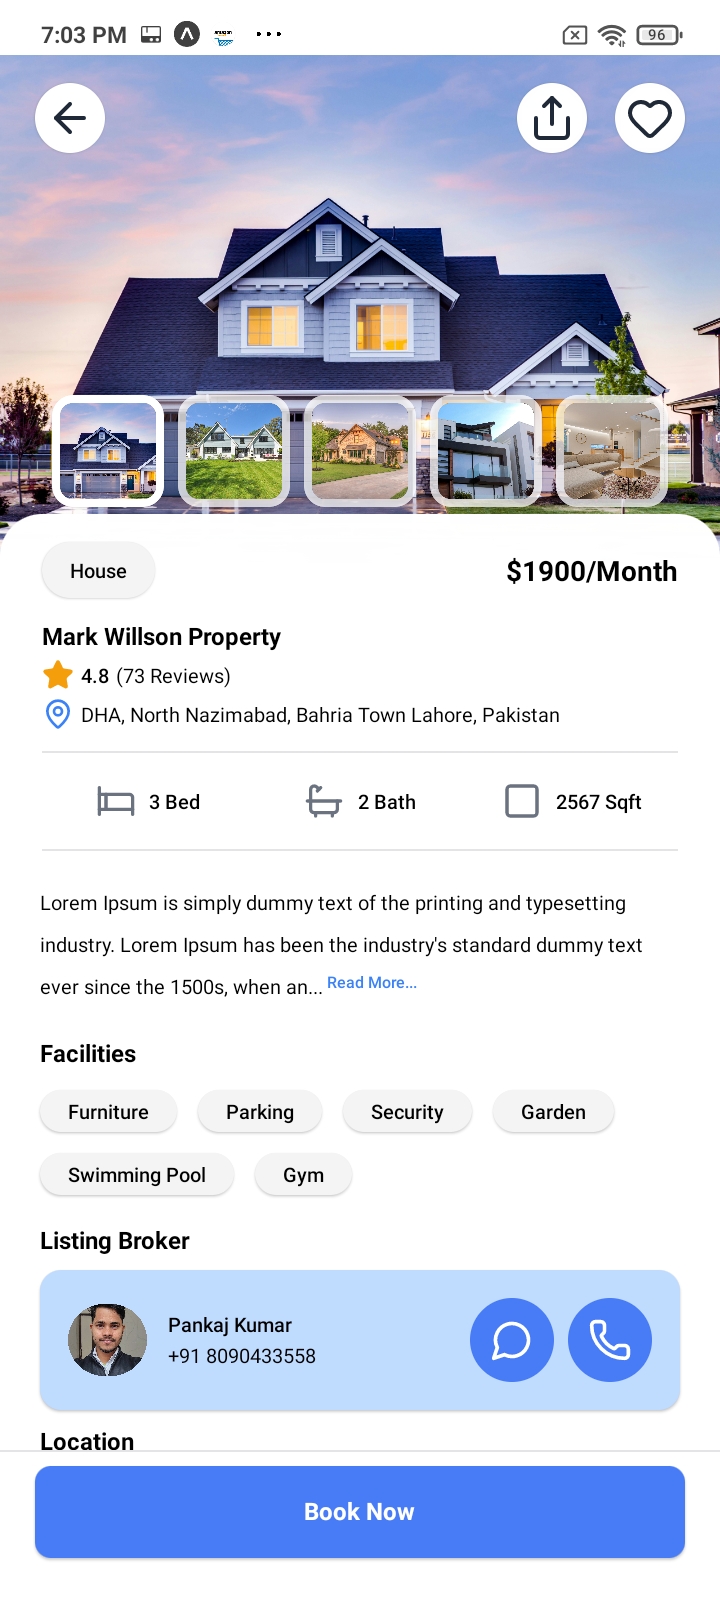 7:03 PM
96
House
$1900/Month
Mark Willson Property
4.8 (73 Reviews)
DHA, North Nazimabad, Bahria Town Lahore, Pakistan
3 Bed
2 Bath
2567 Sqft
Lorem Ipsum is simply dummy text of the printing and typesetting
industry. Lorem Ipsum has been the industry's standard dummy text
ever since the 1500s, when an... Read More...
Facilities
Furniture
Parking
Security
Garden
Swimming Pool
Gym
Listing Broker
Pankaj Kumar
+91 8090433558
Location
Book Now